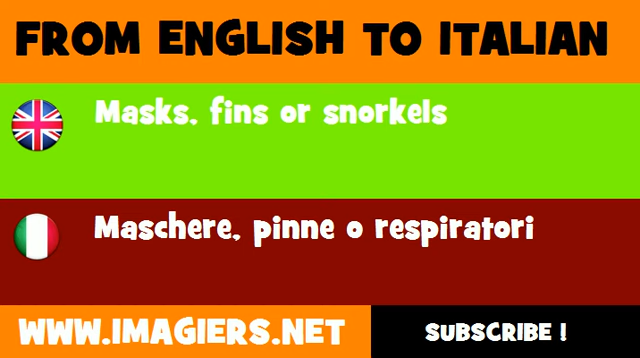 FROM ENGLISH TO ITALIAN
Masks, fins or snorkels
Maschere, pinne o respiratori
WWW.IMAGIERS.NET
SUBSCRIBE !